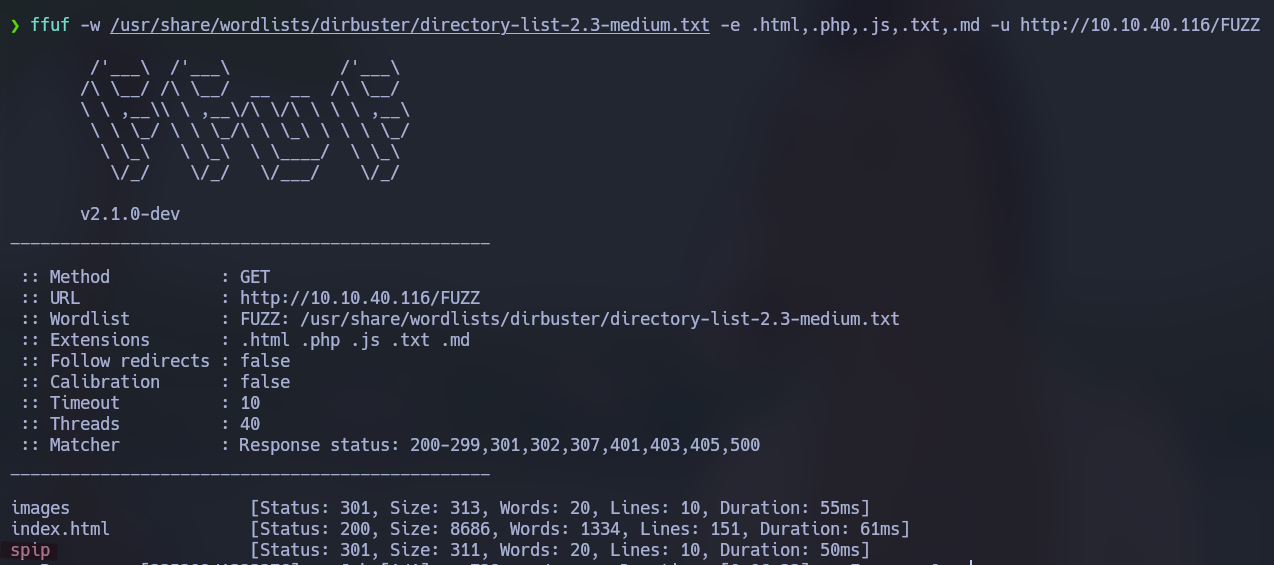 ❯ ffuf -w /usr/share/wordlists/dirbuster/directory-list-2.3-medium.txt -e .html,.php,.js,.txt,.md -u http://10.10.40.116/FUZZ
v2.1.0-dev
:: Method : GET
:: URL : http://10.10.40.116/FUZZ
:: Wordlist : FUZZ: /usr/share/wordlists/dirbuster/directory-list-2.3-medium.txt
:: Extensions : .html .php .js .txt .md
:: Follow redirects : false
:: Calibration : false
:: Timeout : 10
:: Threads : 40
:: Matcher : Response status: 200-299,301,302,307,401,403,405,500
images [Status: 301, Size: 313, Words: 20, Lines: 10, Duration: 55ms]
index.html [Status: 200, Size: 8686, Words: 1334, Lines: 151, Duration: 61ms]
spip [Status: 301, Size: 311, Words: 20, Lines: 10, Duration: 50ms]